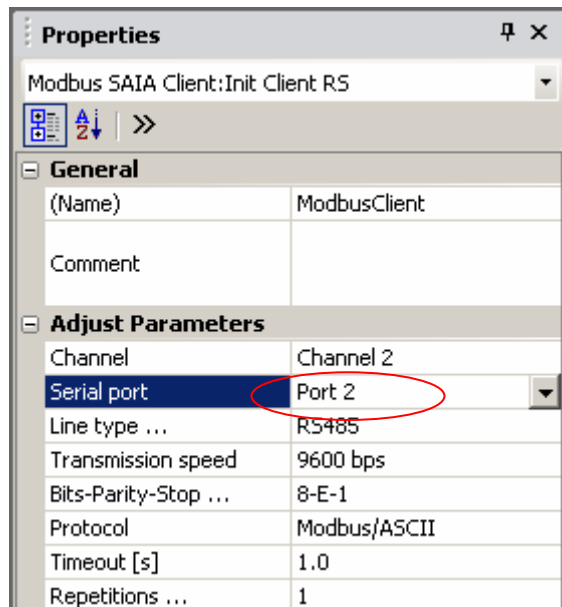 Properties
Modbus SAIA Client:Init Client RS
General
(Name) ModbusClient
Comment
Adjust Parameters
Channel Channel 2
Serial port Port 2
Line type ... RS485
Transmission speed 9600 bps
Bits-Parity-Stop ... 8-E-1
Protocol Modbus/ASCII
Timeout [s] 1.0
Repetitions ... 1